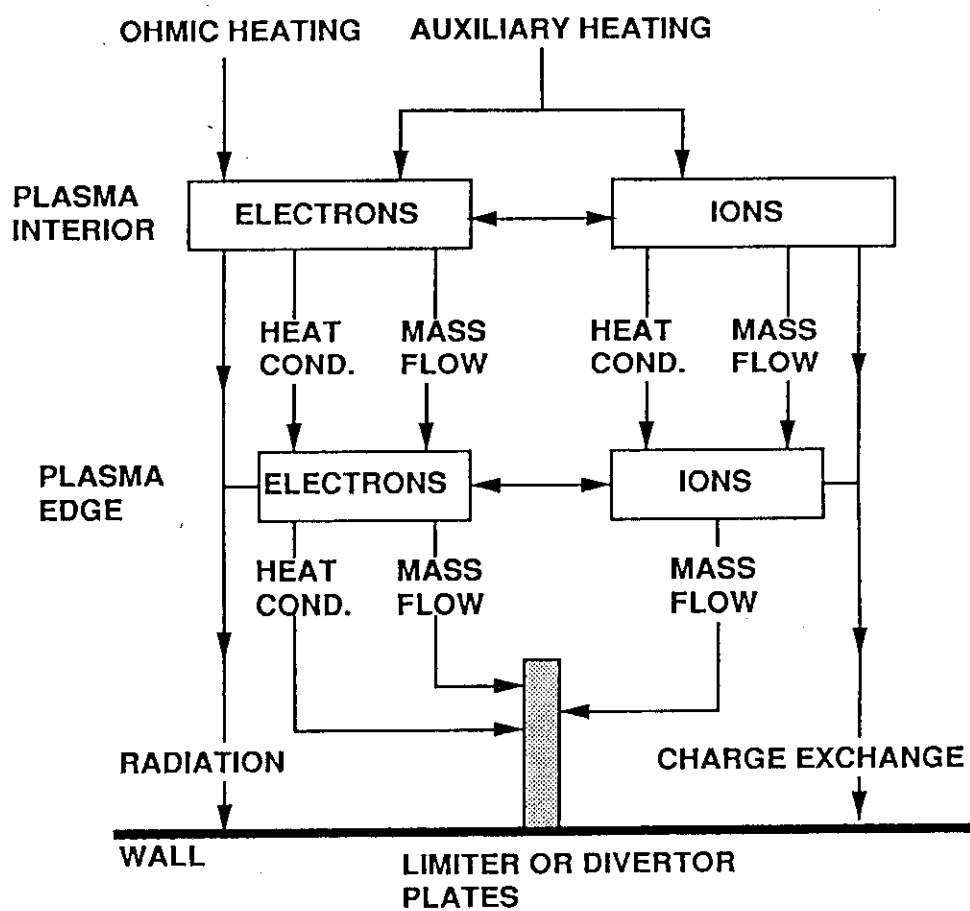 OHMIC HEATING
AUXILIARY HEATING
PLASMA
INTERIOR
ELECTRONS
IONS
HEAT
COND.
MASS
FLOW
HEAT
COND.
MASS
FLOW
PLASMA
EDGE
ELECTRONS
IONS
HEAT
COND.
MASS
FLOW
MASS
FLOW
RADIATION
CHARGE EXCHANGE
WALL
LIMITER OR DIVERTOR
PLATES